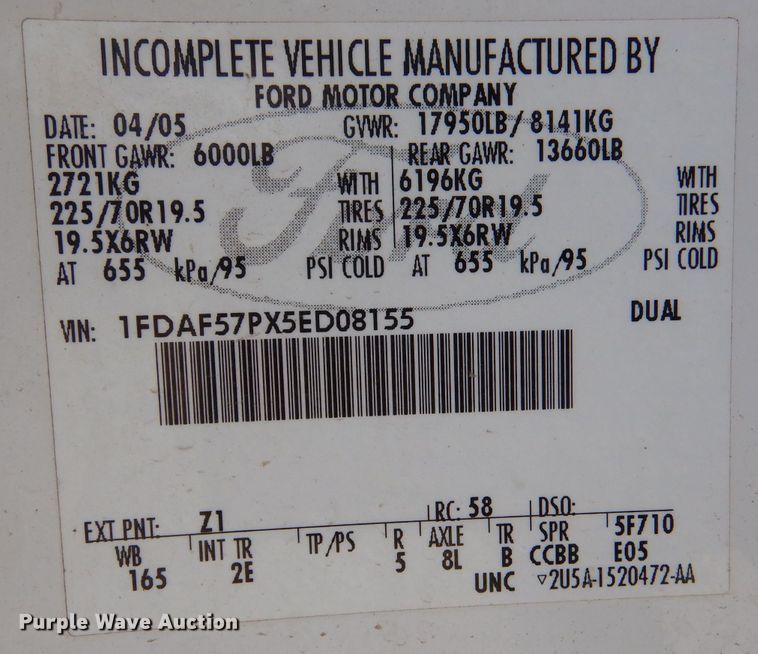 INCOMPLETE VEHICLE MANUFACTURED BY
FORD MOTOR COMPANY
DATE: 04/05 GVWR: 17950LB/ 8141KG
FRONT GAWR: 6000LB REAR GAWR: 13660LB
2721KG WITH 6196KG WITH
225/70R19.5 TIRES 225/70R19.5 TIRES
19.5X6RW RIMS 19.5X6RW RIMS
AT 655 kPa/95 PSI COLD AT 655 kPa/95 PSI COLD
VIN: 1FDAF57PX5ED08155 DUAL
EXT PNT: Z1 RC: 58 DSO:
WB INT TR TP/PS R AXLE TR SPR 5F710
165 2E 5 8L B CCBB E05
UNC ▽2U5A-1520472-AA
Ford
Purple Wave Auction